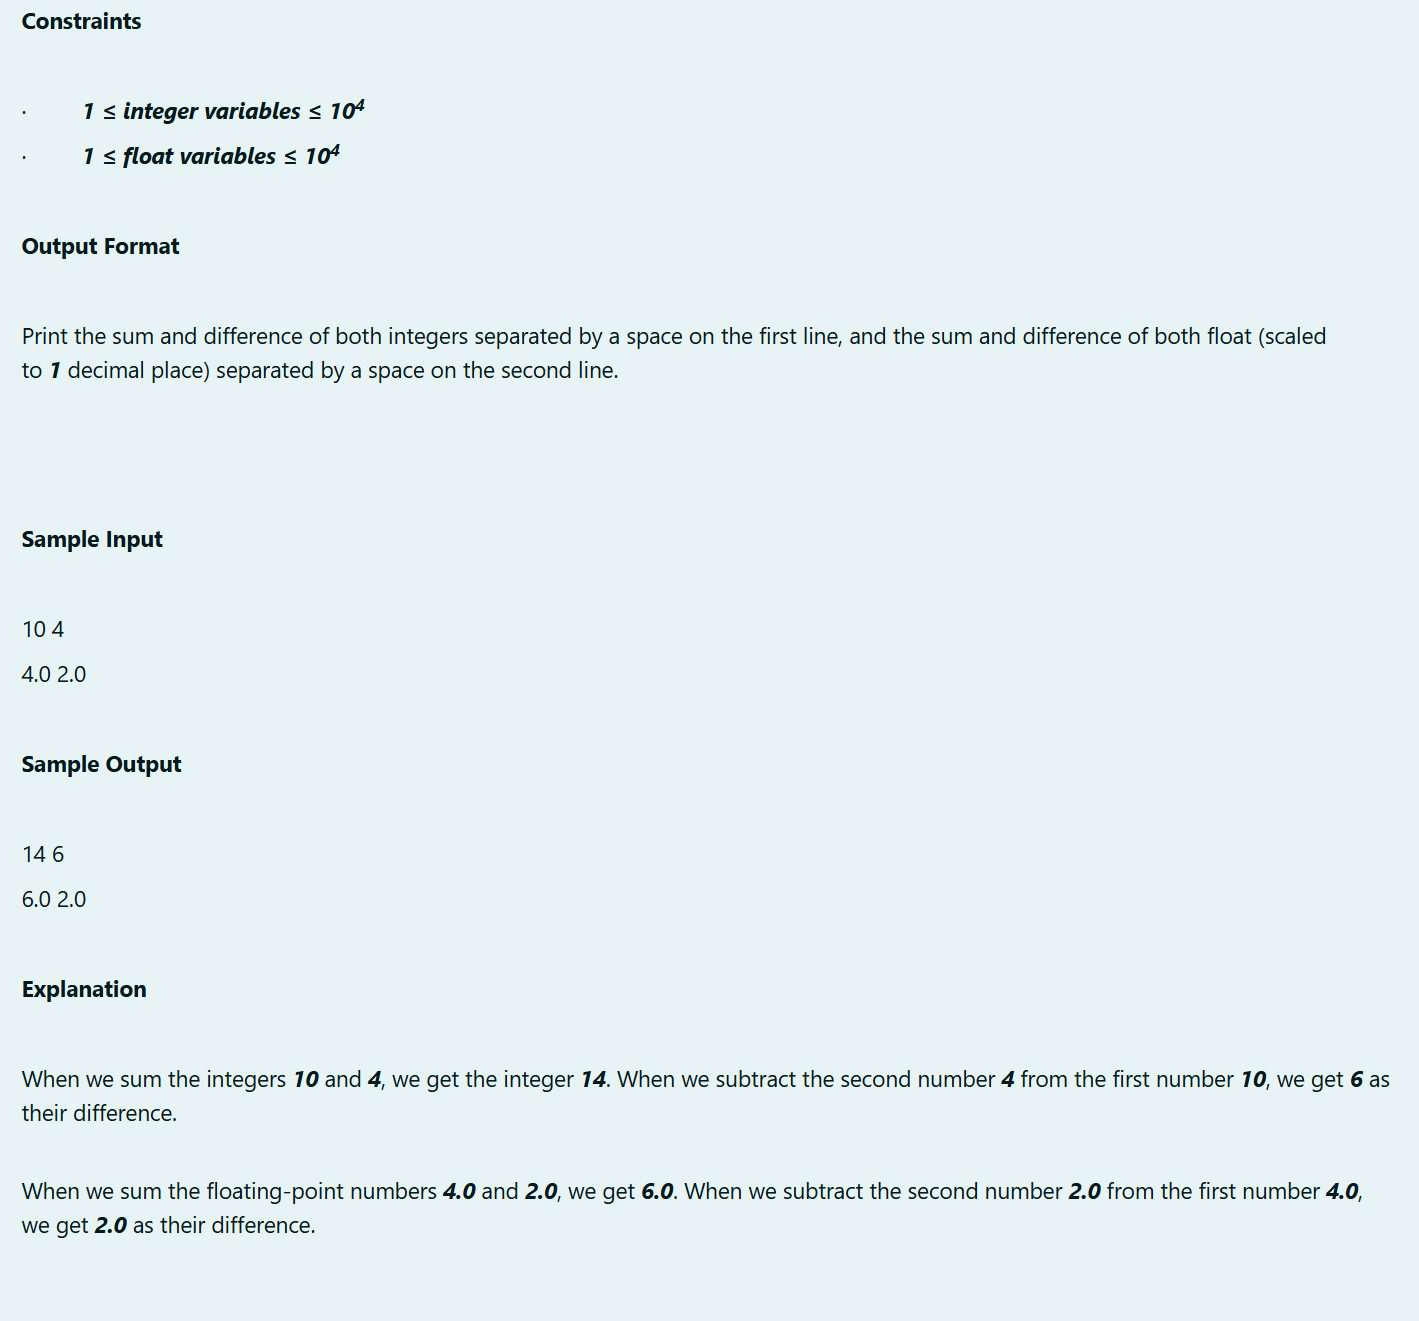 Constraints
· 1 ≤ integer variables ≤ 10⁴
· 1 ≤ float variables ≤ 10⁴
Output Format
Print the sum and difference of both integers separated by a space on the first line, and the sum and difference of both float (scaled
to 1 decimal place) separated by a space on the second line.
Sample Input
10 4
4.0 2.0
Sample Output
14 6
6.0 2.0
Explanation
When we sum the integers 10 and 4, we get the integer 14. When we subtract the second number 4 from the first number 10, we get 6 as
their difference.
When we sum the floating-point numbers 4.0 and 2.0, we get 6.0. When we subtract the second number 2.0 from the first number 4.0,
we get 2.0 as their difference.